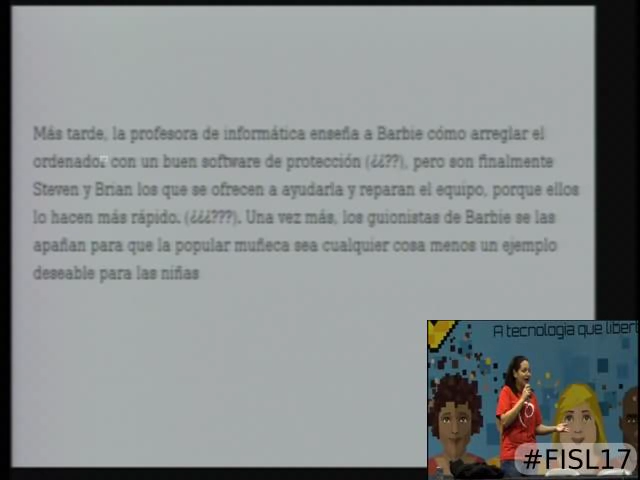 Más tarde, la profesora de informática enseña a Barbie cómo arreglar el
ordenador con un buen software de protección (¿¿??), pero son finalmente
Steven y Brian los que se ofrecen a ayudarla y reparan el equipo, porque ellos
lo hacen más rápido. (¿¿¿???). Una vez más, los guionistas de Barbie se las
apañan para que la popular muñeca sea cualquier cosa menos un ejemplo
deseable para las niñas
A tecnologia que libert
#FISL17